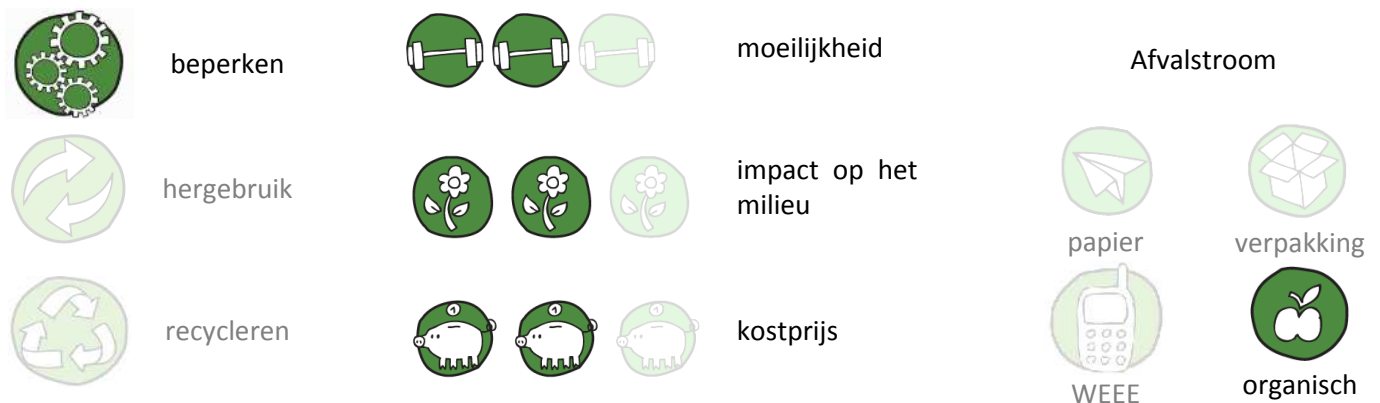 beperken
hergebruik
recycleren
moeilijkheid
impact op het
milieu
kostprijs
Afvalstroom
papier
verpakking
WEEE
organisch